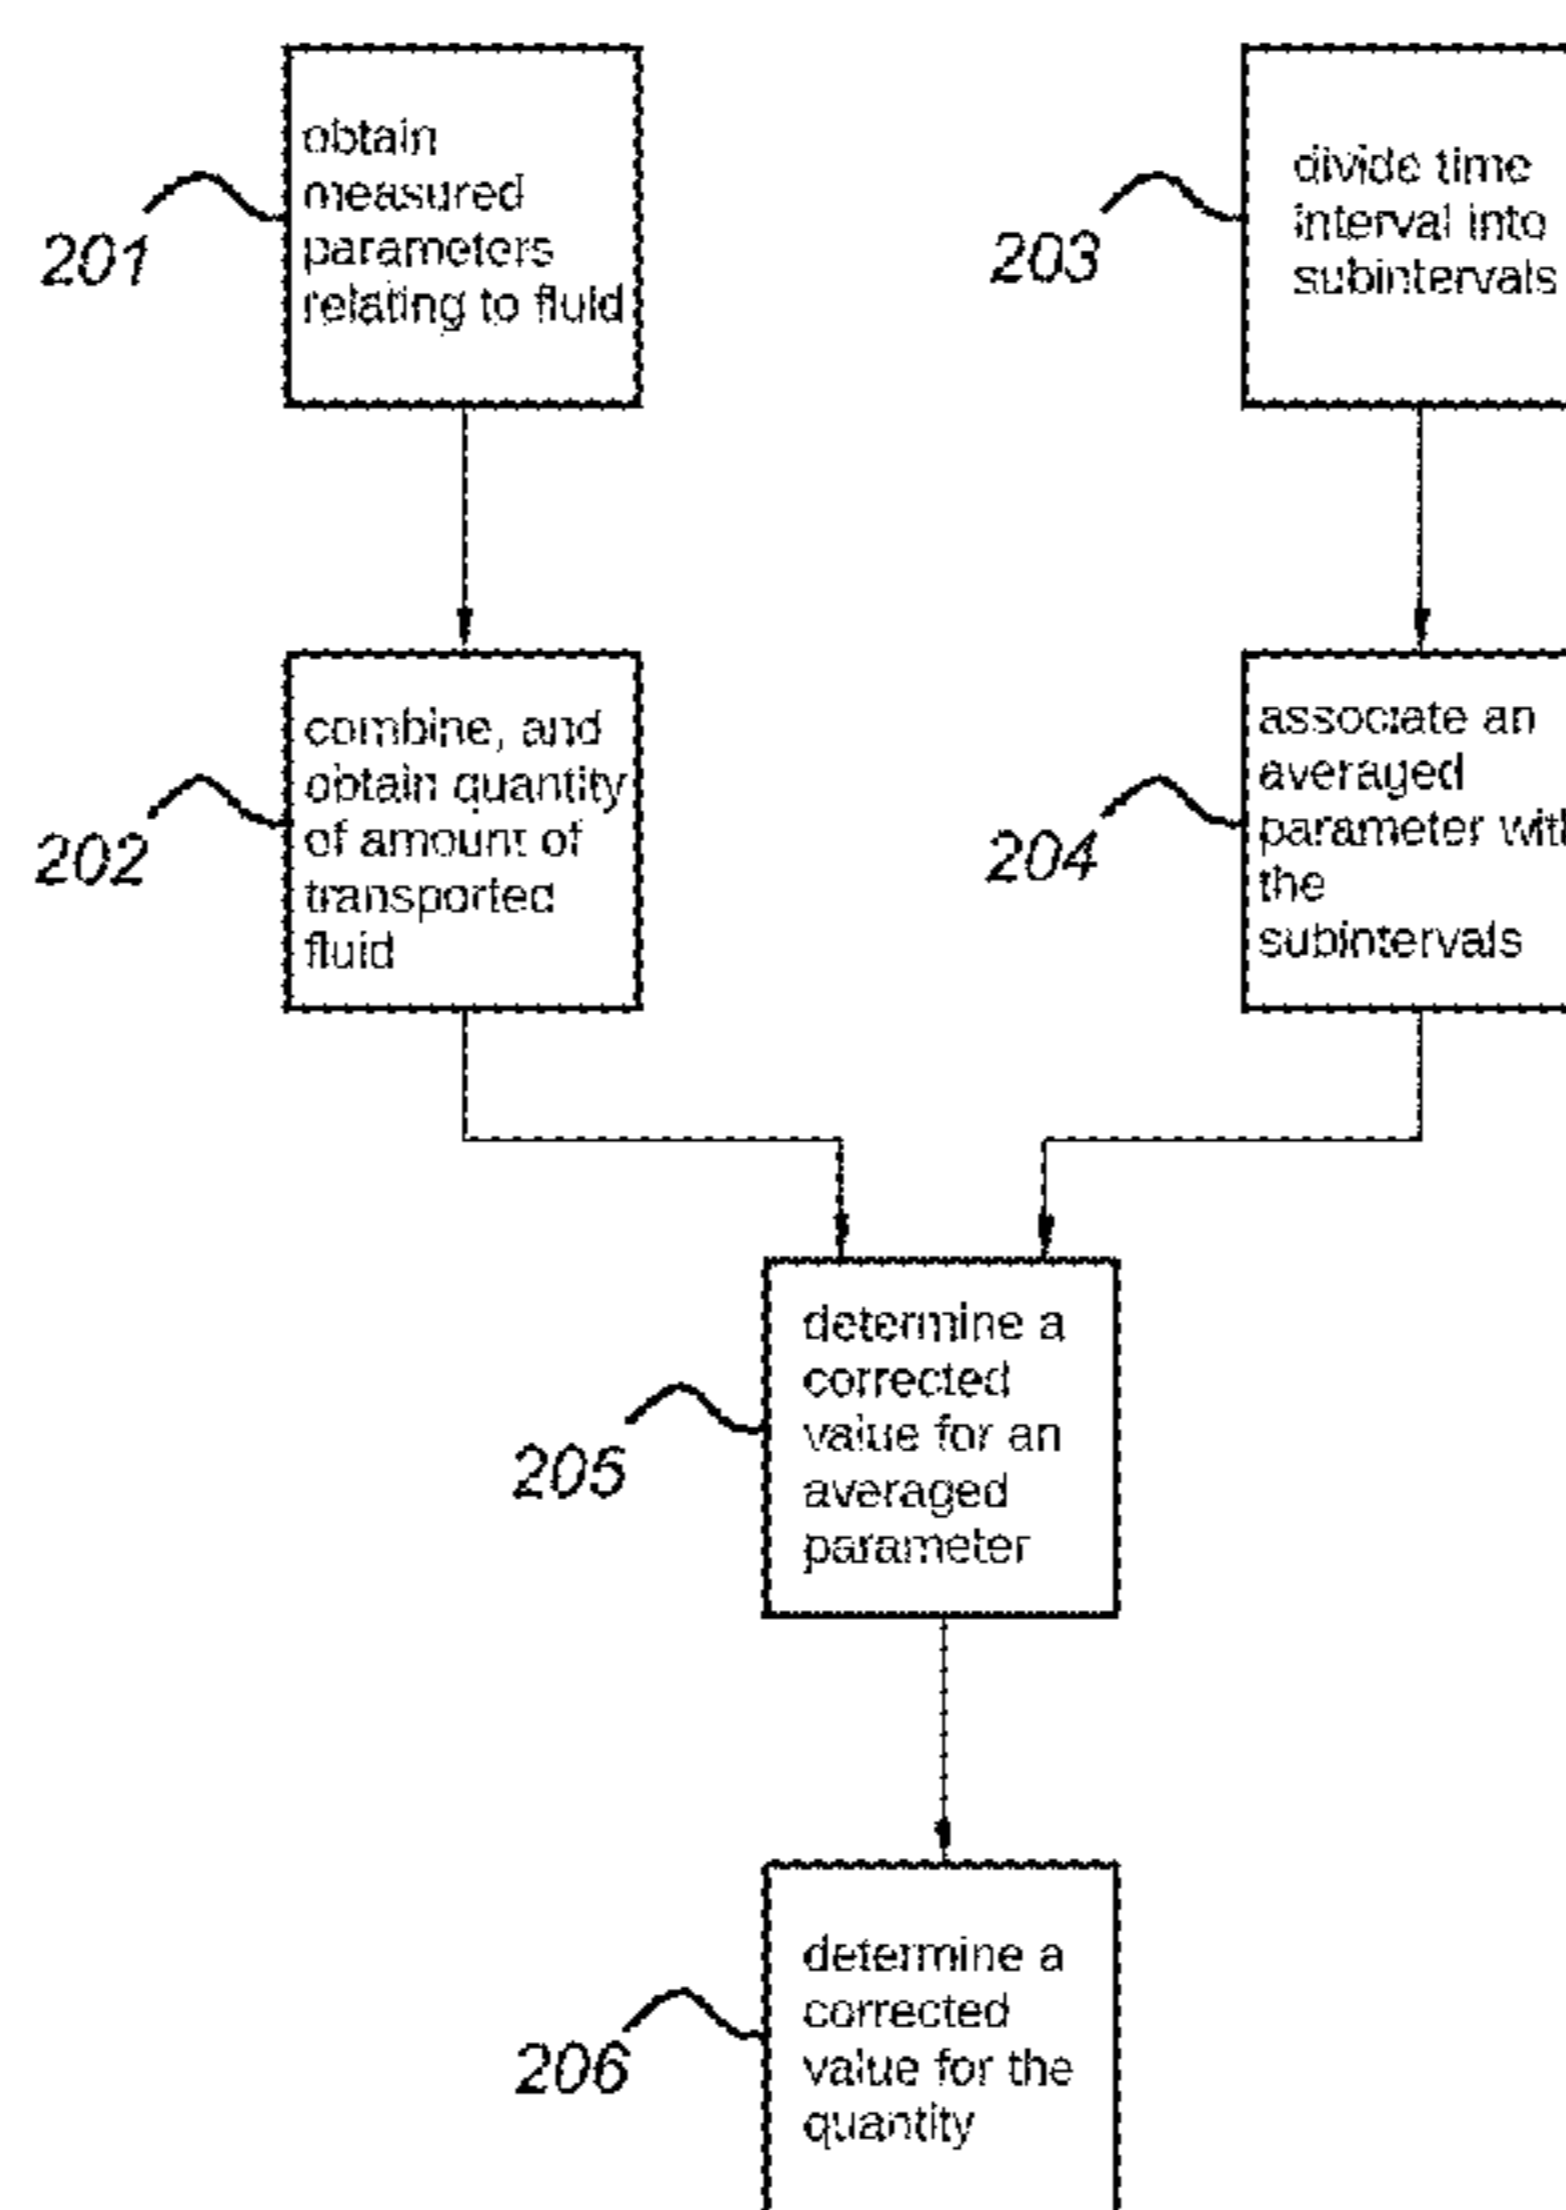 obtain
measured
parameters
relating to fluid
201
divide time
interval into
subintervals
203
combine, and
obtain quantity
of amount of
transported
fluid
202
associate an
averaged
parameter with
the
subintervals
204
determine a
corrected
value for an
averaged
parameter
205
determine a
corrected
value for the
quantity
206